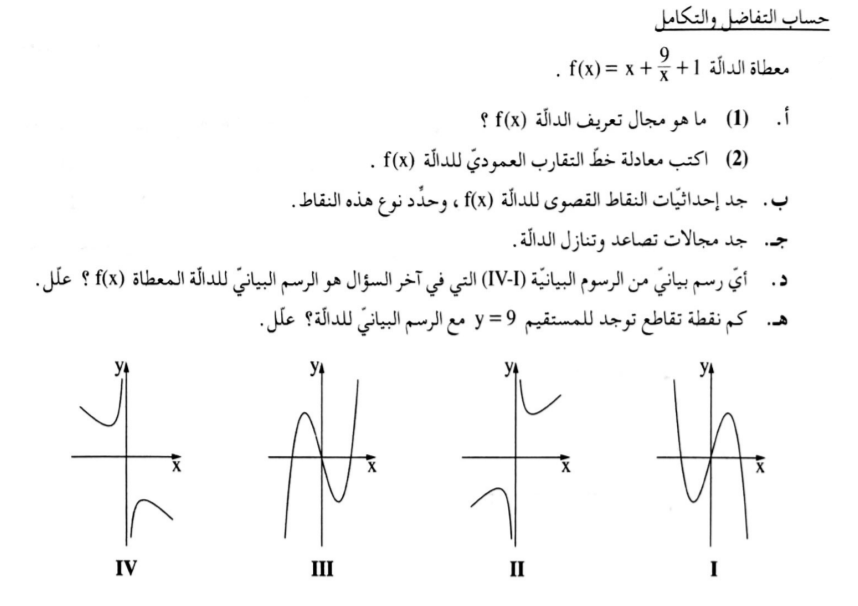 حساب التفاضل والتكامل
معطاة الدالّة f(x) = x + 9/x + 1 .
أ. (1) ما هو مجال تعريف الدالّة f(x) ؟
(2) اكتب معادلة خطّ التقارب العموديّ للدالّة f(x) .
ب. جد إحداثيّات النقاط القصوى للدالّة f(x) ، وحدِّد نوع هذه النقاط.
جـ. جد مجالات تصاعد وتنازل الدالّة.
د. أيّ رسم بيانيّ من الرسوم البيانيّة (IV-I) التي في آخر السؤال هو الرسم البيانيّ للدالّة المعطاة f(x) ؟ علّل.
هـ. كم نقطة تقاطع توجد للمستقيم y = 9 مع الرسم البيانيّ للدالّة؟ علّل.
y y y y
x x x x
IV III II I